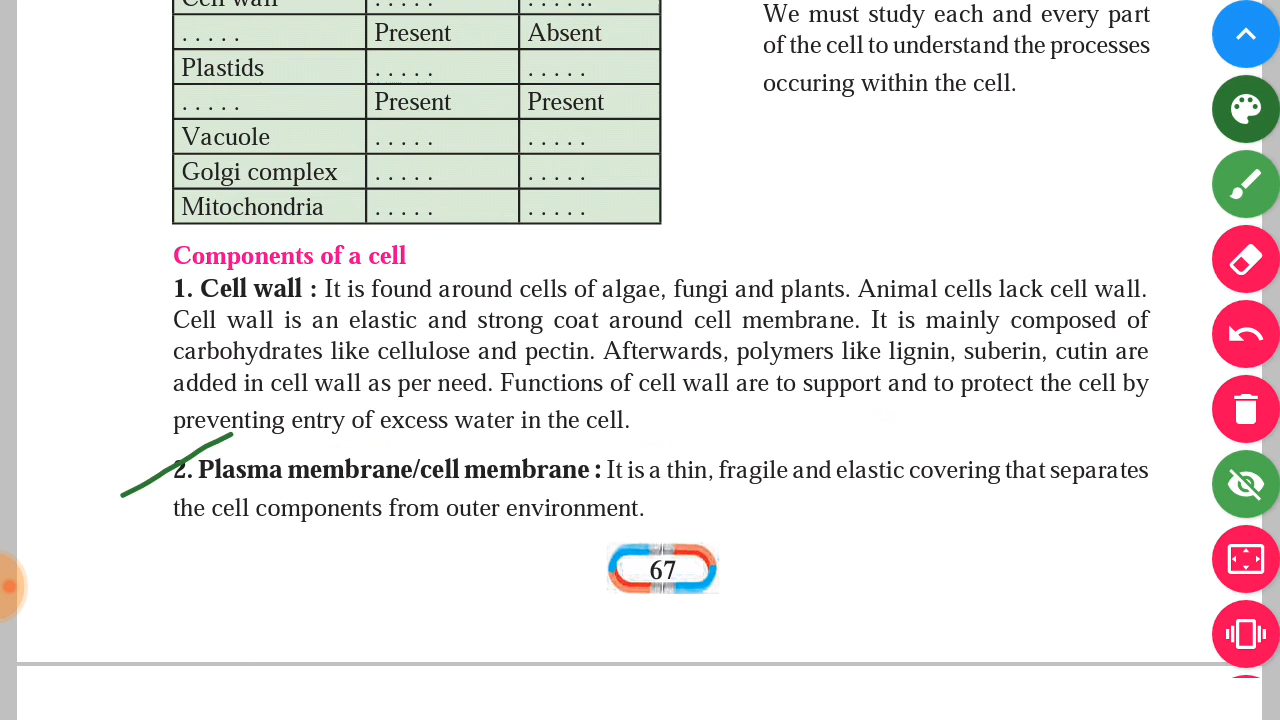 Cell wall . . . . . . . . . ..
. . . . . Present Absent
Plastids . . . . . . . . . .
. . . . . Present Present
Vacuole . . . . . . . . . .
Golgi complex . . . . . . . . . .
Mitochondria . . . . . . . . . .
We must study each and every part
of the cell to understand the processes
occuring within the cell.
Components of a cell
1. Cell wall : It is found around cells of algae, fungi and plants. Animal cells lack cell wall.
Cell wall is an elastic and strong coat around cell membrane. It is mainly composed of
carbohydrates like cellulose and pectin. Afterwards, polymers like lignin, suberin, cutin are
added in cell wall as per need. Functions of cell wall are to support and to protect the cell by
preventing entry of excess water in the cell.
2. Plasma membrane/cell membrane : It is a thin, fragile and elastic covering that separates
the cell components from outer environment.
67